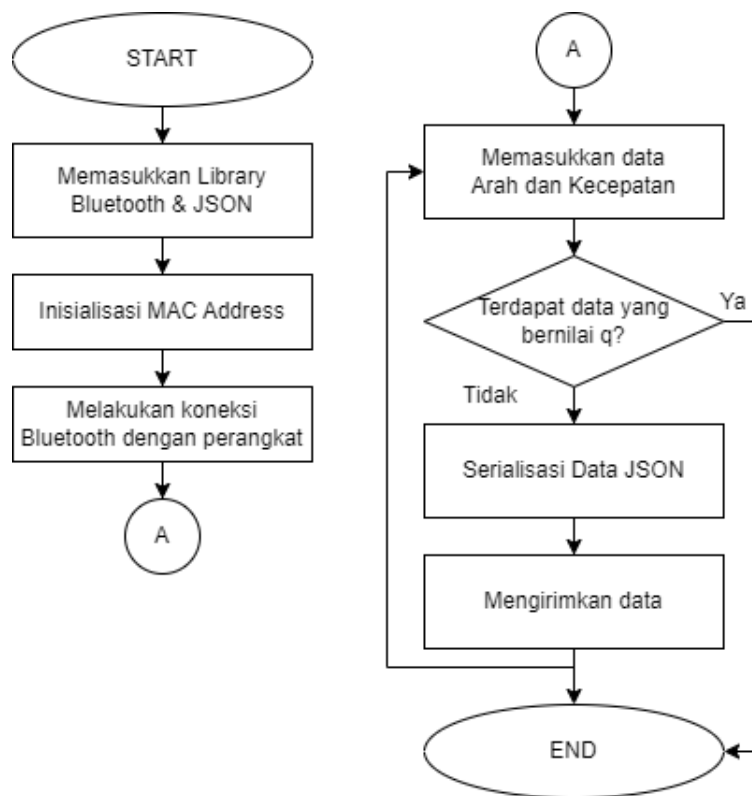 START
Memasukkan Library
Bluetooth & JSON
Inisialisasi MAC Address
Melakukan koneksi
Bluetooth dengan perangkat
A
A
Memasukkan data
Arah dan Kecepatan
Terdapat data yang
bernilai q?
Ya
Tidak
Serialisasi Data JSON
Mengirimkan data
END